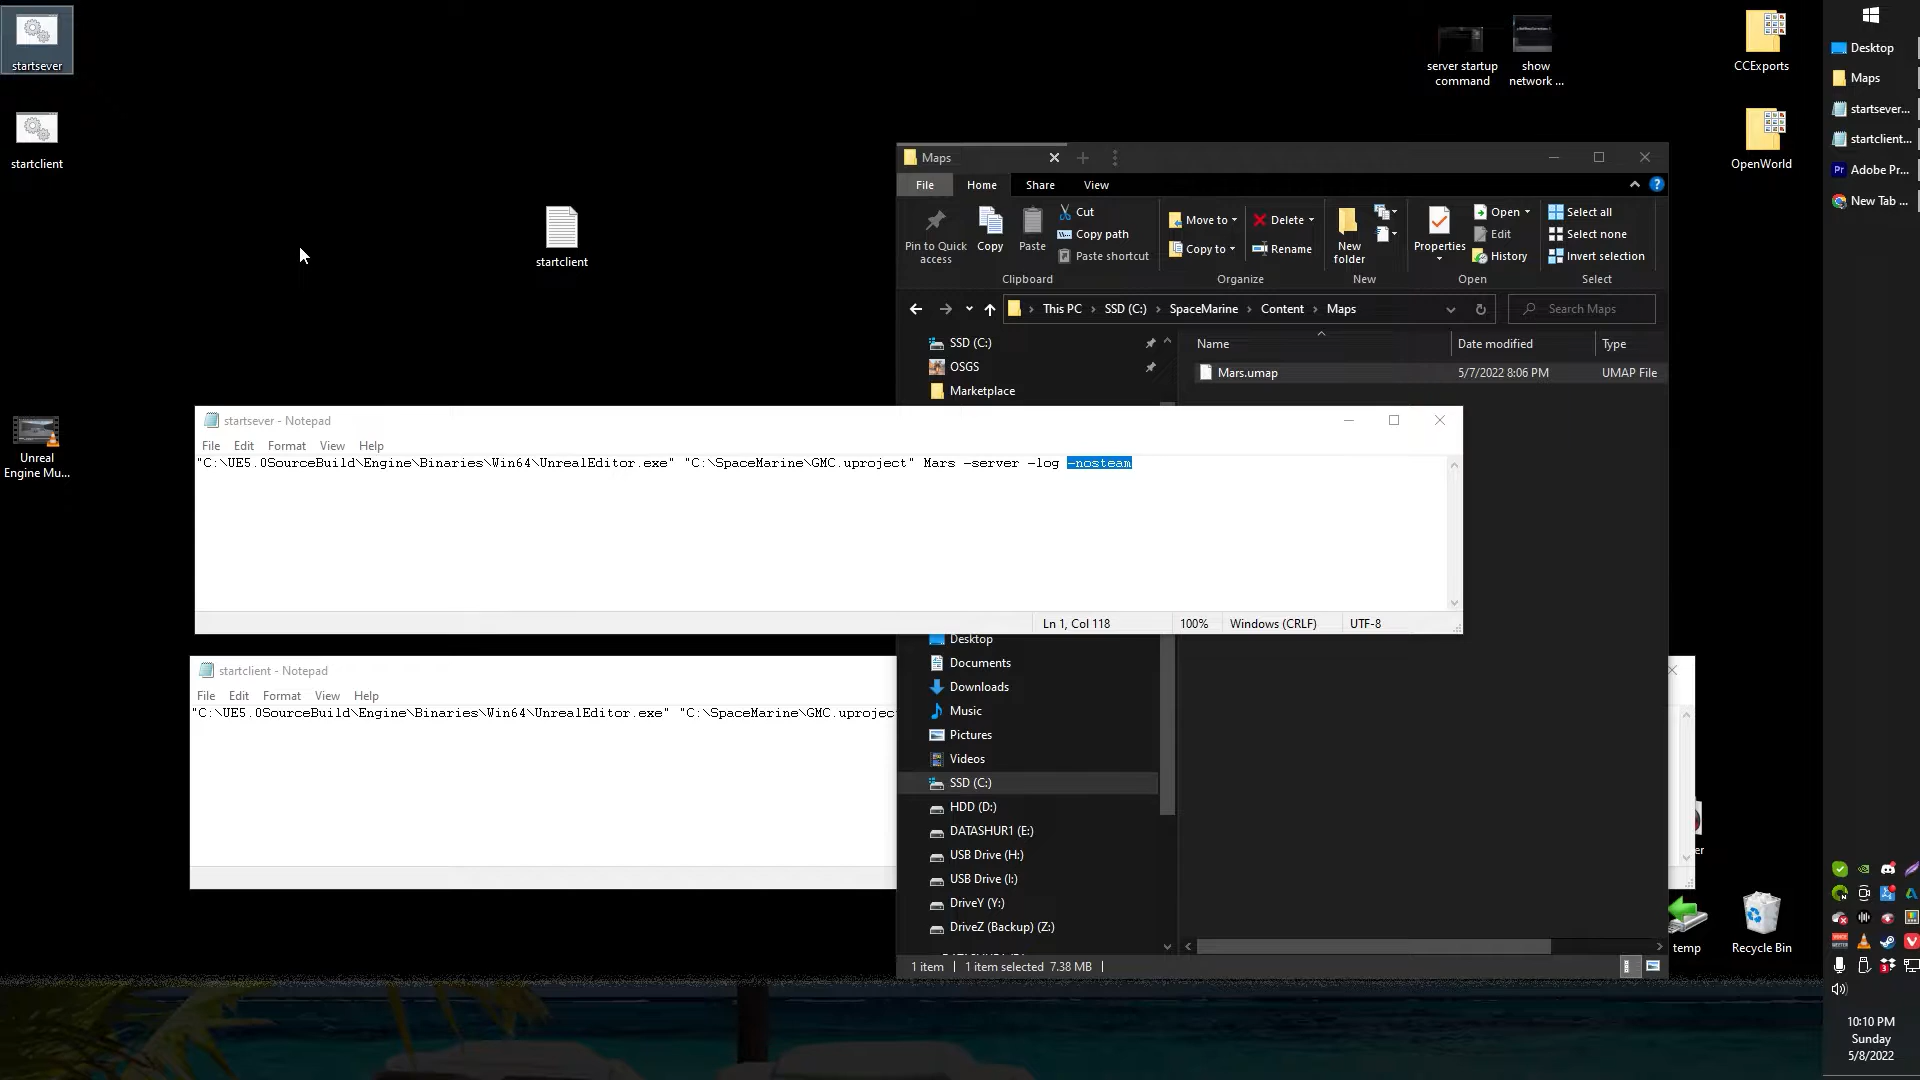 startsever
startclient
Unreal
Engine Mu...
startclient
server startup
command
show
network ...
CCExports
OpenWorld
Maps
File
Home
Share
View
Pin to Quick
access
Copy
Paste
Cut
Copy path
Paste shortcut
Clipboard
Move to
Copy to
Delete
Rename
Organize
New
folder
New
Properties
Open
Edit
History
Open
Select all
Select none
Invert selection
Select
This PC
SSD (C:)
SpaceMarine
Content
Maps
Search Maps
SSD (C:)
OSGS
Marketplace
Name
Date modified
Type
Mars.umap
5/7/2022 8:06 PM
UMAP File
startsever - Notepad
File Edit Format View Help
"C:\UE5.0SourceBuild\Engine\Binaries\Win64\UnrealEditor.exe" "C:\SpaceMarine\GMC.uproject" Mars -server -log -nosteam
Ln 1, Col 118
100%
Windows (CRLF)
UTF-8
startclient - Notepad
File Edit Format View Help
"C:\UE5.0SourceBuild\Engine\Binaries\Win64\UnrealEditor.exe" "C:\SpaceMarine\GMC.uprojec
Desktop
Documents
Downloads
Music
Pictures
Videos
SSD (C:)
HDD (D:)
DATASHUR1 (E:)
USB Drive (H:)
USB Drive (I:)
DriveY (Y:)
DriveZ (Backup) (Z:)
1 item
1 item selected 7.38 MB
er
temp
Recycle Bin
Desktop
Maps
startsever...
startclient...
Adobe Pr...
New Tab ...
10:10 PM
Sunday
5/8/2022